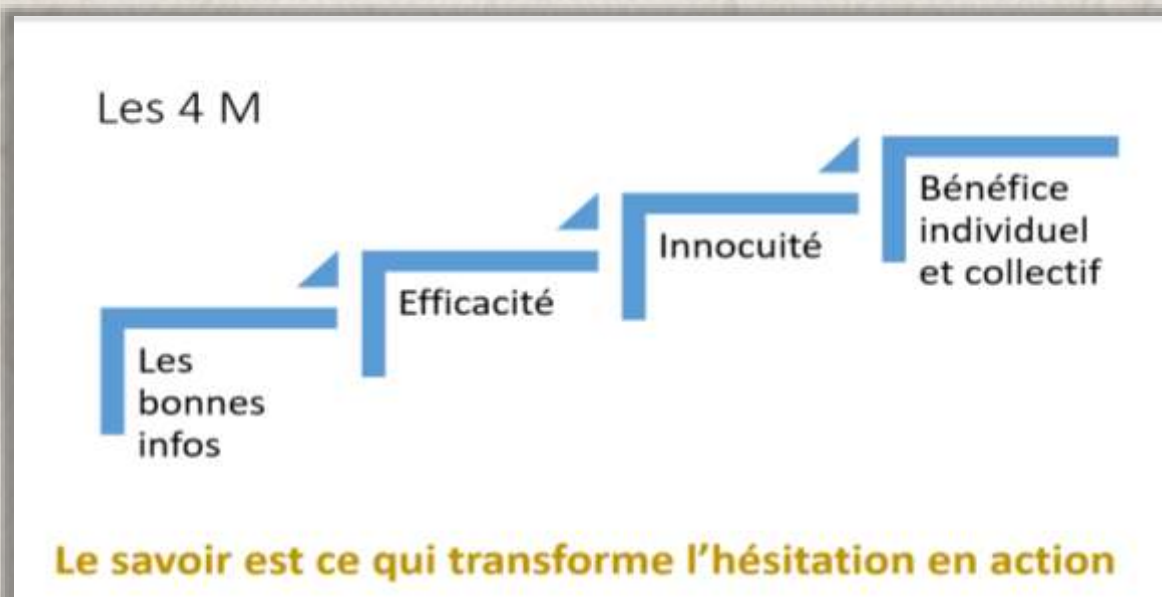 Les 4 M
Les
bonnes
infos
Efficacité
Innocuité
Bénéfice
individuel
et collectif
Le savoir est ce qui transforme l’hésitation en action